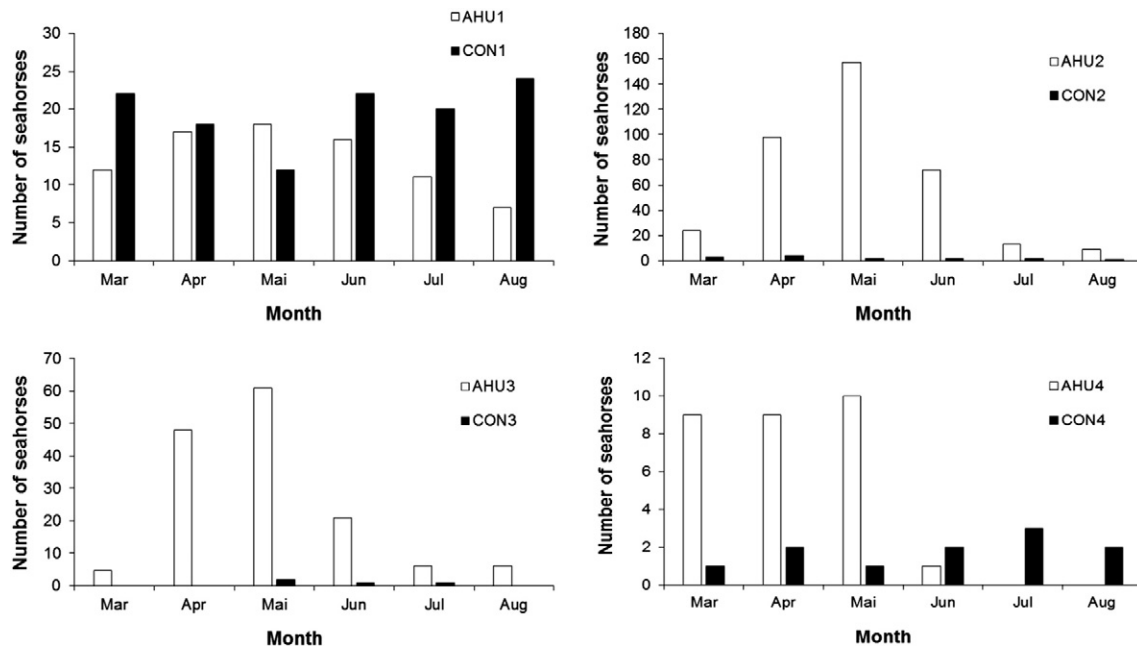 AHU1
CON1
Number of seahorses
30
25
20
15
10
5
0
Mar Apr Mai Jun Jul Aug
Month
AHU2
CON2
Number of seahorses
180
160
140
120
100
80
60
40
20
0
Mar Apr Mai Jun Jul Aug
Month
AHU3
CON3
Number of seahorses
70
60
50
40
30
20
10
0
Mar Apr Mai Jun Jul Aug
Month
AHU4
CON4
Number of seahorses
12
10
8
6
4
2
0
Mar Apr Mai Jun Jul Aug
Month